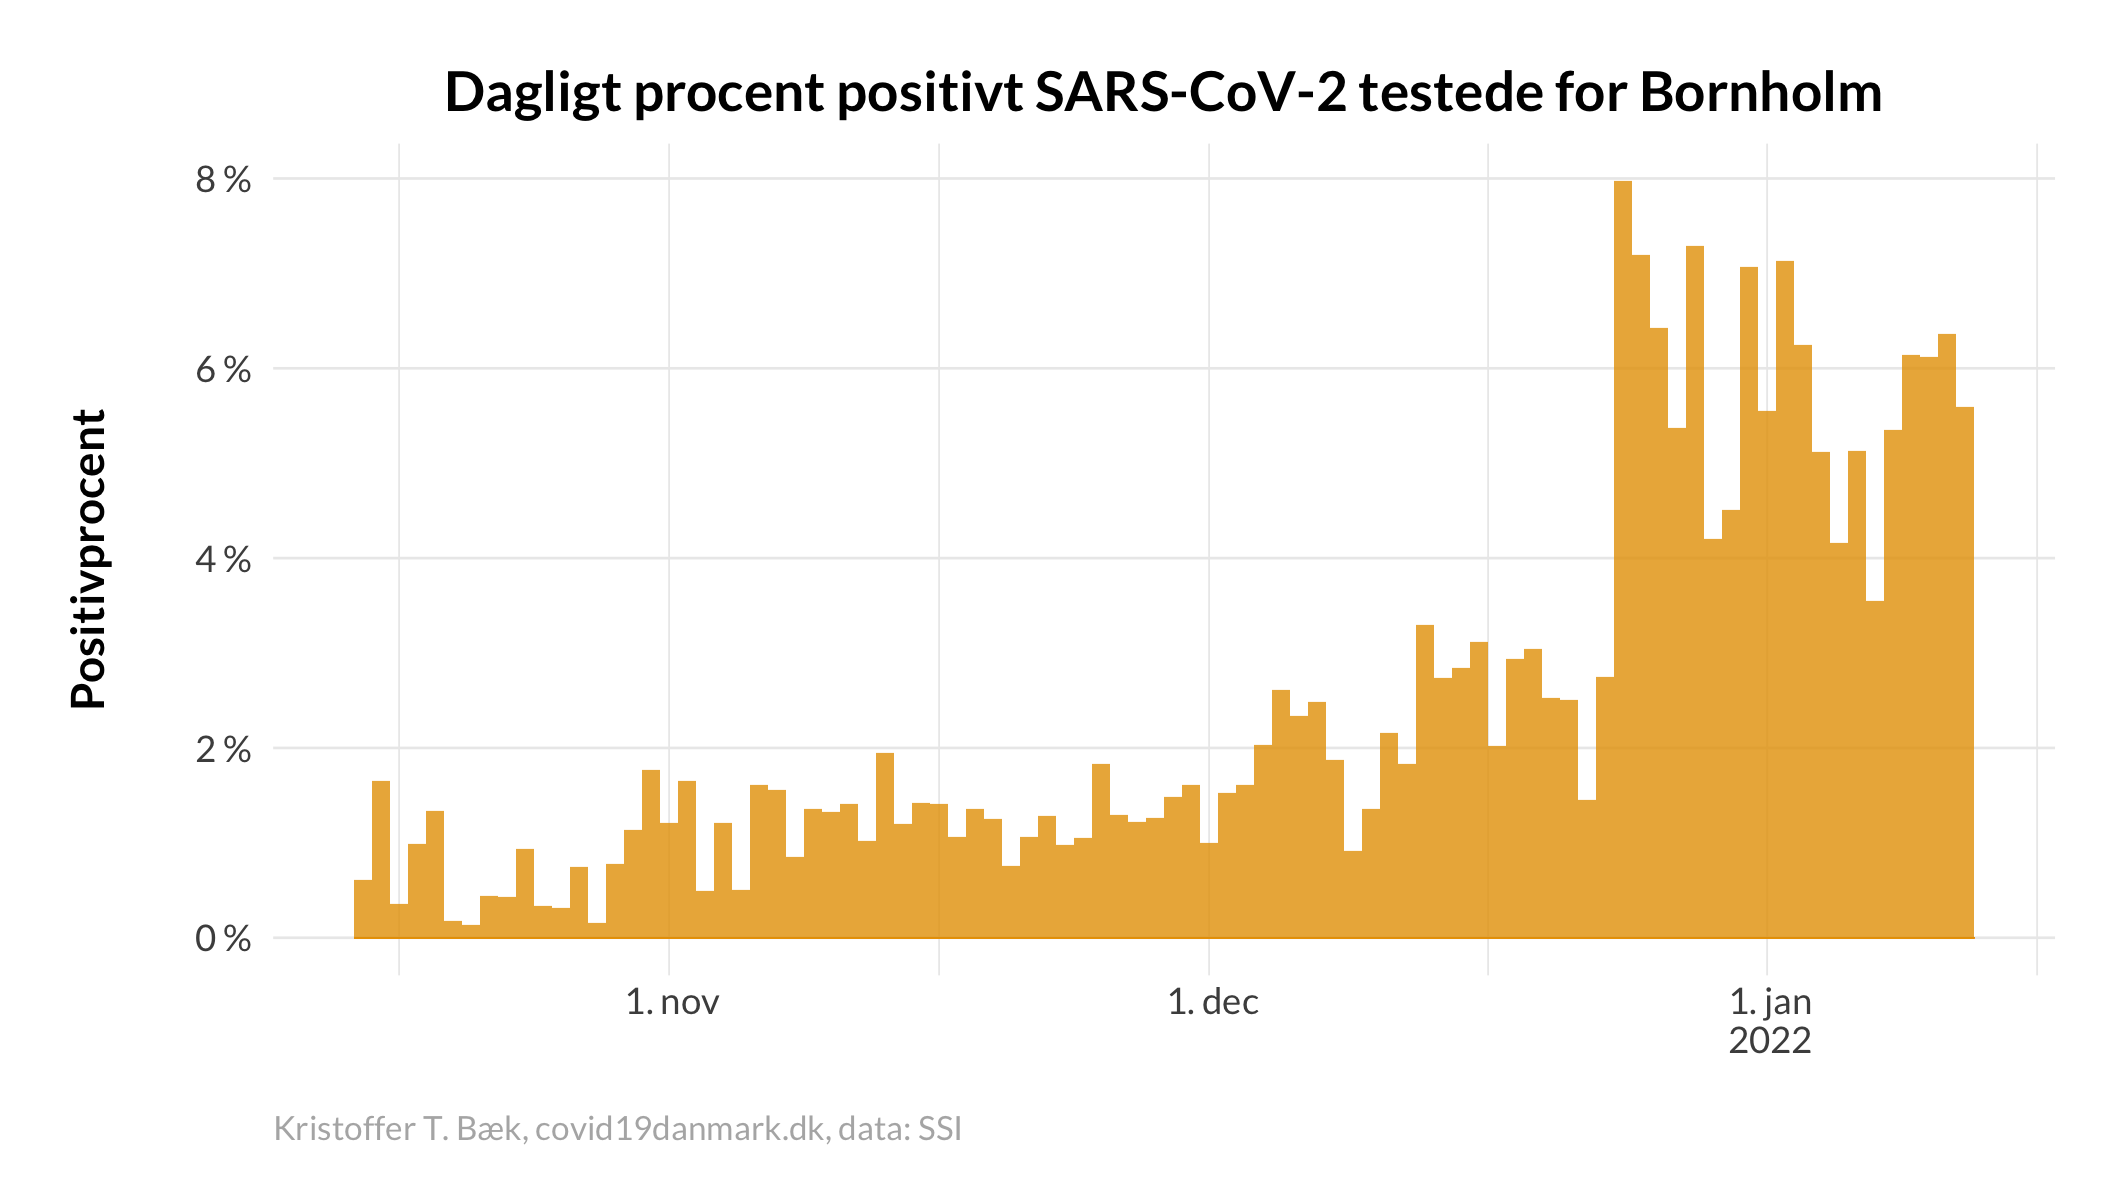 Dagligt procent positivt SARS-CoV-2 testede for Bornholm
Positivprocent
8 %
6 %
4 %
2 %
0 %
1. nov
1. dec
1. jan
2022
Kristoffer T. Bæk, covid19danmark.dk, data: SSI